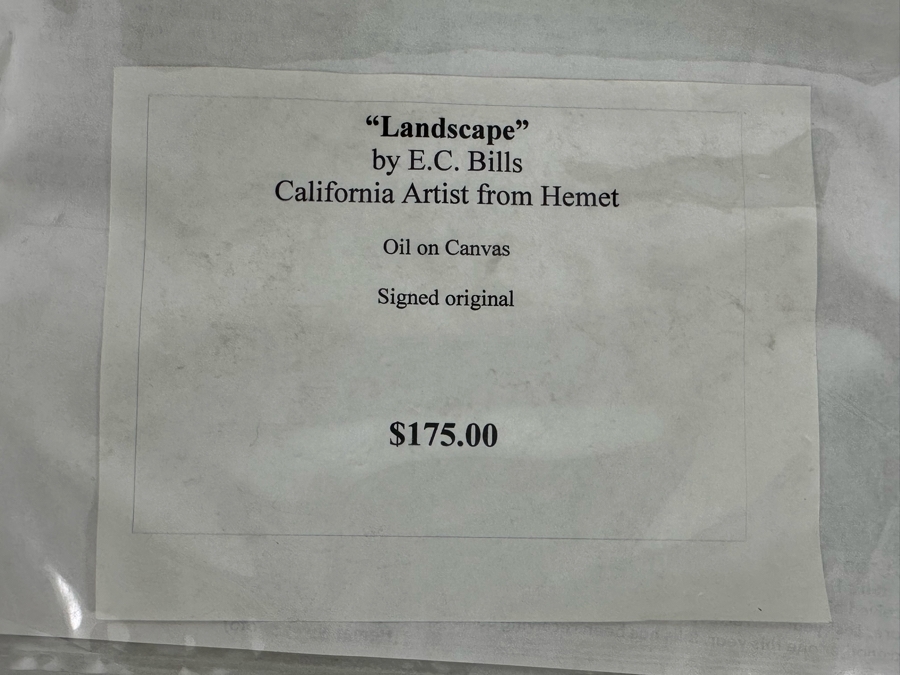 “Landscape”
by E.C. Bills
California Artist from Hemet
Oil on Canvas
Signed original
$175.00